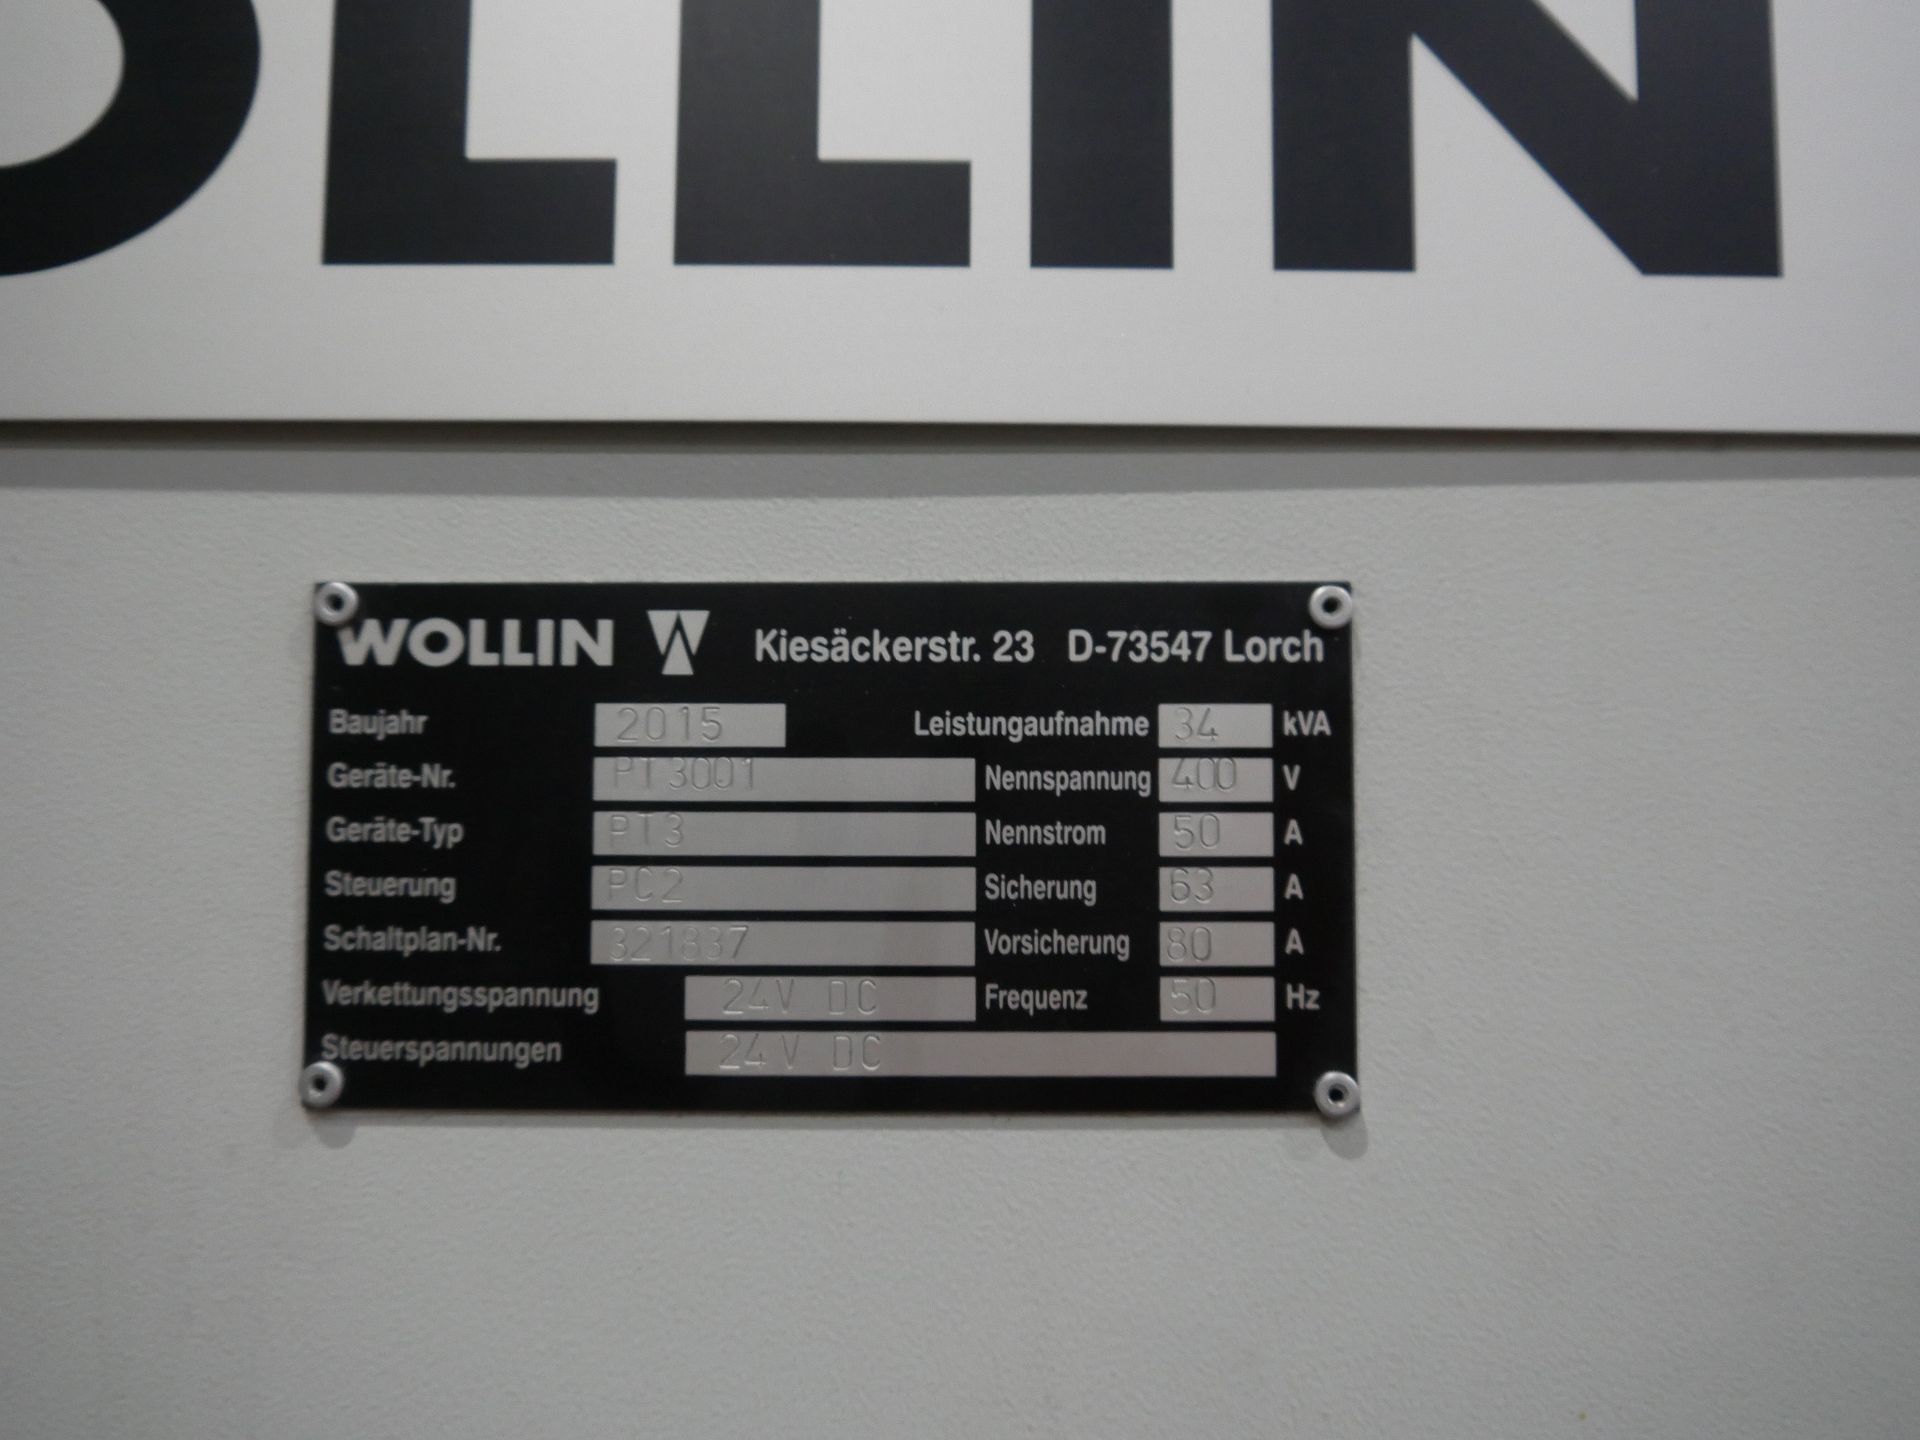 OLLIN
WOLLIN Kiesäckerstr. 23 D-73547 Lorch
Baujahr 2015 Leistungaufnahme 34 kVA
Geräte-Nr. PT3001 Nennspannung 400 V
Geräte-Typ PT3 Nennstrom 50 A
Steuerung PC2 Sicherung 63 A
Schaltplan-Nr. 321837 Vorsicherung 80 A
Verkettungsspannung 24V DC Frequenz 50 Hz
Steuerspannungen 24V DC